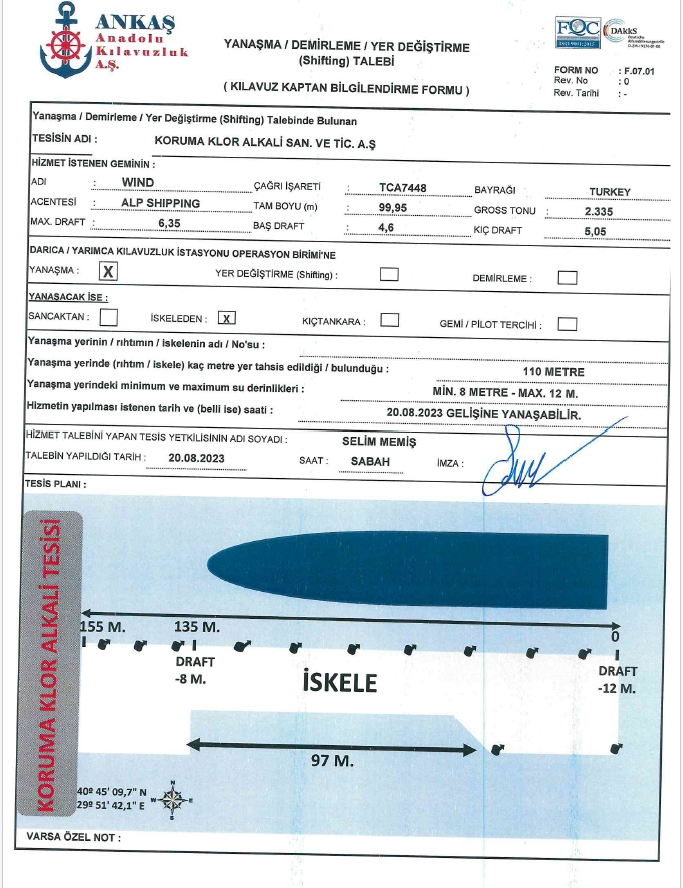 ANKAŞ
Anadolu
Kılavuzluk
A.Ş.
YANAŞMA / DEMİRLEME / YER DEĞİŞTİRME
(Shifting) TALEBİ
( KILAVUZ KAPTAN BİLGİLENDİRME FORMU )
FQC
ISO 9001:2015
DAkkS
Deutsche
Akkreditierungsstelle
FORM NO : F.07.01
Rev. No : 0
Rev. Tarihi : -
Yanaşma / Demirleme / Yer Değiştirme (Shifting) Talebinde Bulunan
TESİSİN ADI : KORUMA KLOR ALKALİ SAN. VE TİC. A.Ş
HİZMET İSTENEN GEMİNİN :
ADI : WIND ÇAĞRI İŞARETİ : TCA7448 BAYRAĞI TURKEY
ACENTESİ : ALP SHIPPING TAM BOYU (m) : 99,95 GROSS TONU : 2.335
MAX. DRAFT : 6,35 BAŞ DRAFT : 4,6 KIÇ DRAFT 5,05
DARICA / YARIMCA KILAVUZLUK İSTASYONU OPERASYON BİRİMİ'NE
YANAŞMA : X YER DEĞİŞTİRME (Shifting) : DEMİRLEME :
YANAŞACAK İSE :
SANCAKTAN : İSKELEDEN : X KIÇTANKARA : GEMİ / PİLOT TERCİHİ :
Yanaşma yerinin / rıhtımın / iskelenin adı / No'su :
Yanaşma yerinde (rıhtım / iskele) kaç metre yer tahsis edildiği / bulunduğu : 110 METRE
Yanaşma yerindeki minimum ve maximum su derinlikleri : MİN. 8 METRE - MAX. 12 M.
Hizmetin yapılması istenen tarih ve (belli ise) saati : 20.08.2023 GELİŞİNE YANAŞABİLİR.
HİZMET TALEBİNİ YAPAN TESİS YETKİLİSİNİN ADI SOYADI : SELİM MEMİŞ
TALEBİN YAPILDIĞI TARİH : 20.08.2023 SAAT : SABAH İMZA :
TESİS PLANI :
KORUMA KLOR ALKALİ TESİSİ
155 M. 135 M. 0
DRAFT
-8 M.
İSKELE
DRAFT
-12 M.
97 M.
40º 45' 09,7" N
29º 51' 42,1" E
N
W E
S
VARSA ÖZEL NOT :